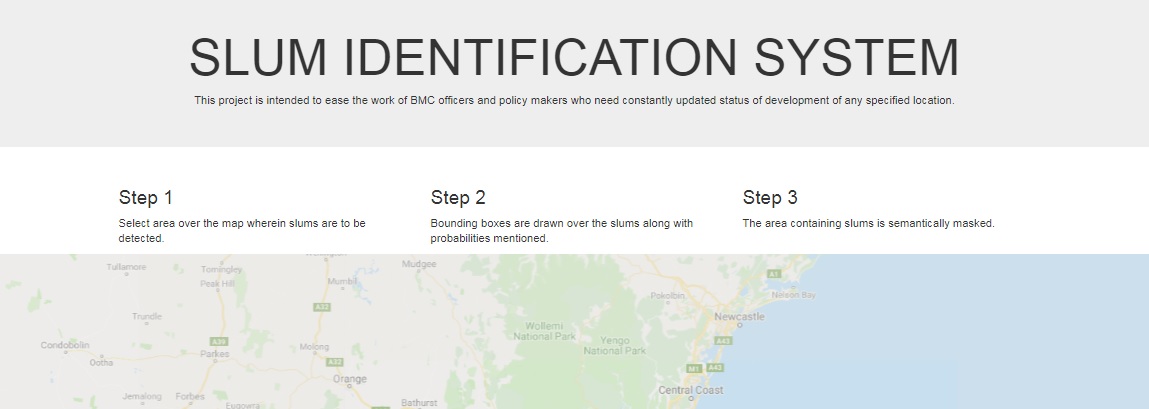 SLUM IDENTIFICATION SYSTEM
This project is intended to ease the work of BMC officers and policy makers who need constantly updated status of development of any specified location.
Step 1
Select area over the map wherein slums are to be
detected.
Step 2
Bounding boxes are drawn over the slums along with
probabilities mentioned.
Step 3
The area containing slums is semantically masked.
Tullamore
Tomingley
Mudgee
A1
Peak Hill
Mumbil
Pokolbin
Nelson Bay
A32
Trundle
Newcastle
Wollemi
National Park
Yengo
National Park
Condobolin
A39
Molong
A43
Parkes
Ootha
A32
M1
A43
Orange
Central Coast
Jemalong
Forbes
Eugowra
Bathurst